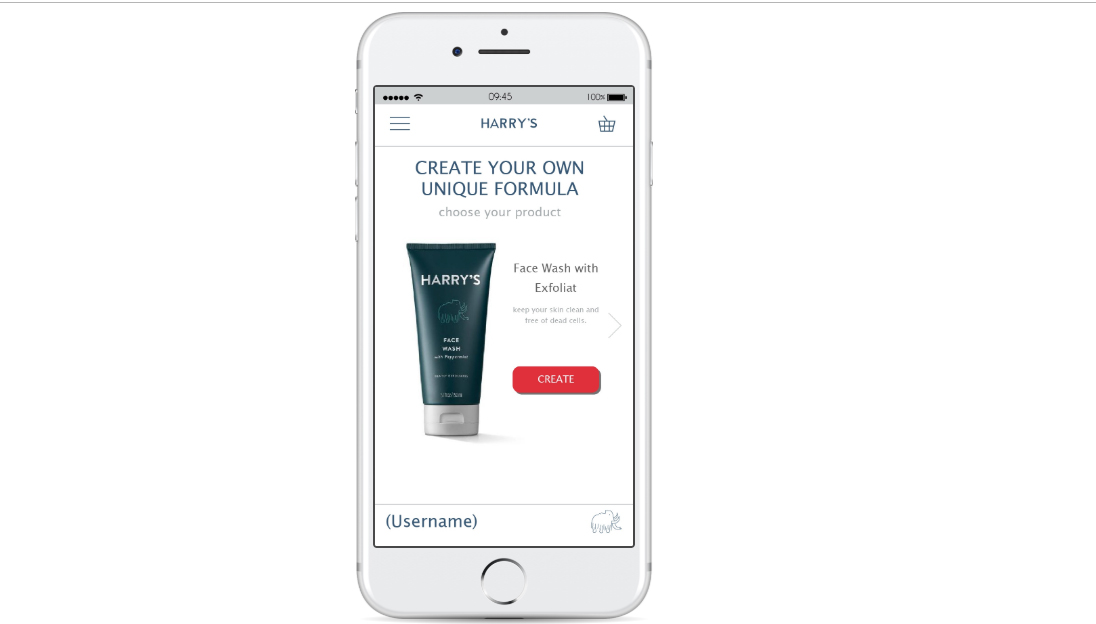 09:45
100%
HARRY'S
CREATE YOUR OWN
UNIQUE FORMULA
choose your product
HARRY'S
FACE
WASH
with Peppermint
Face Wash with
Exfoliat
keep your skin clean and
free of dead cells.
CREATE
(Username)